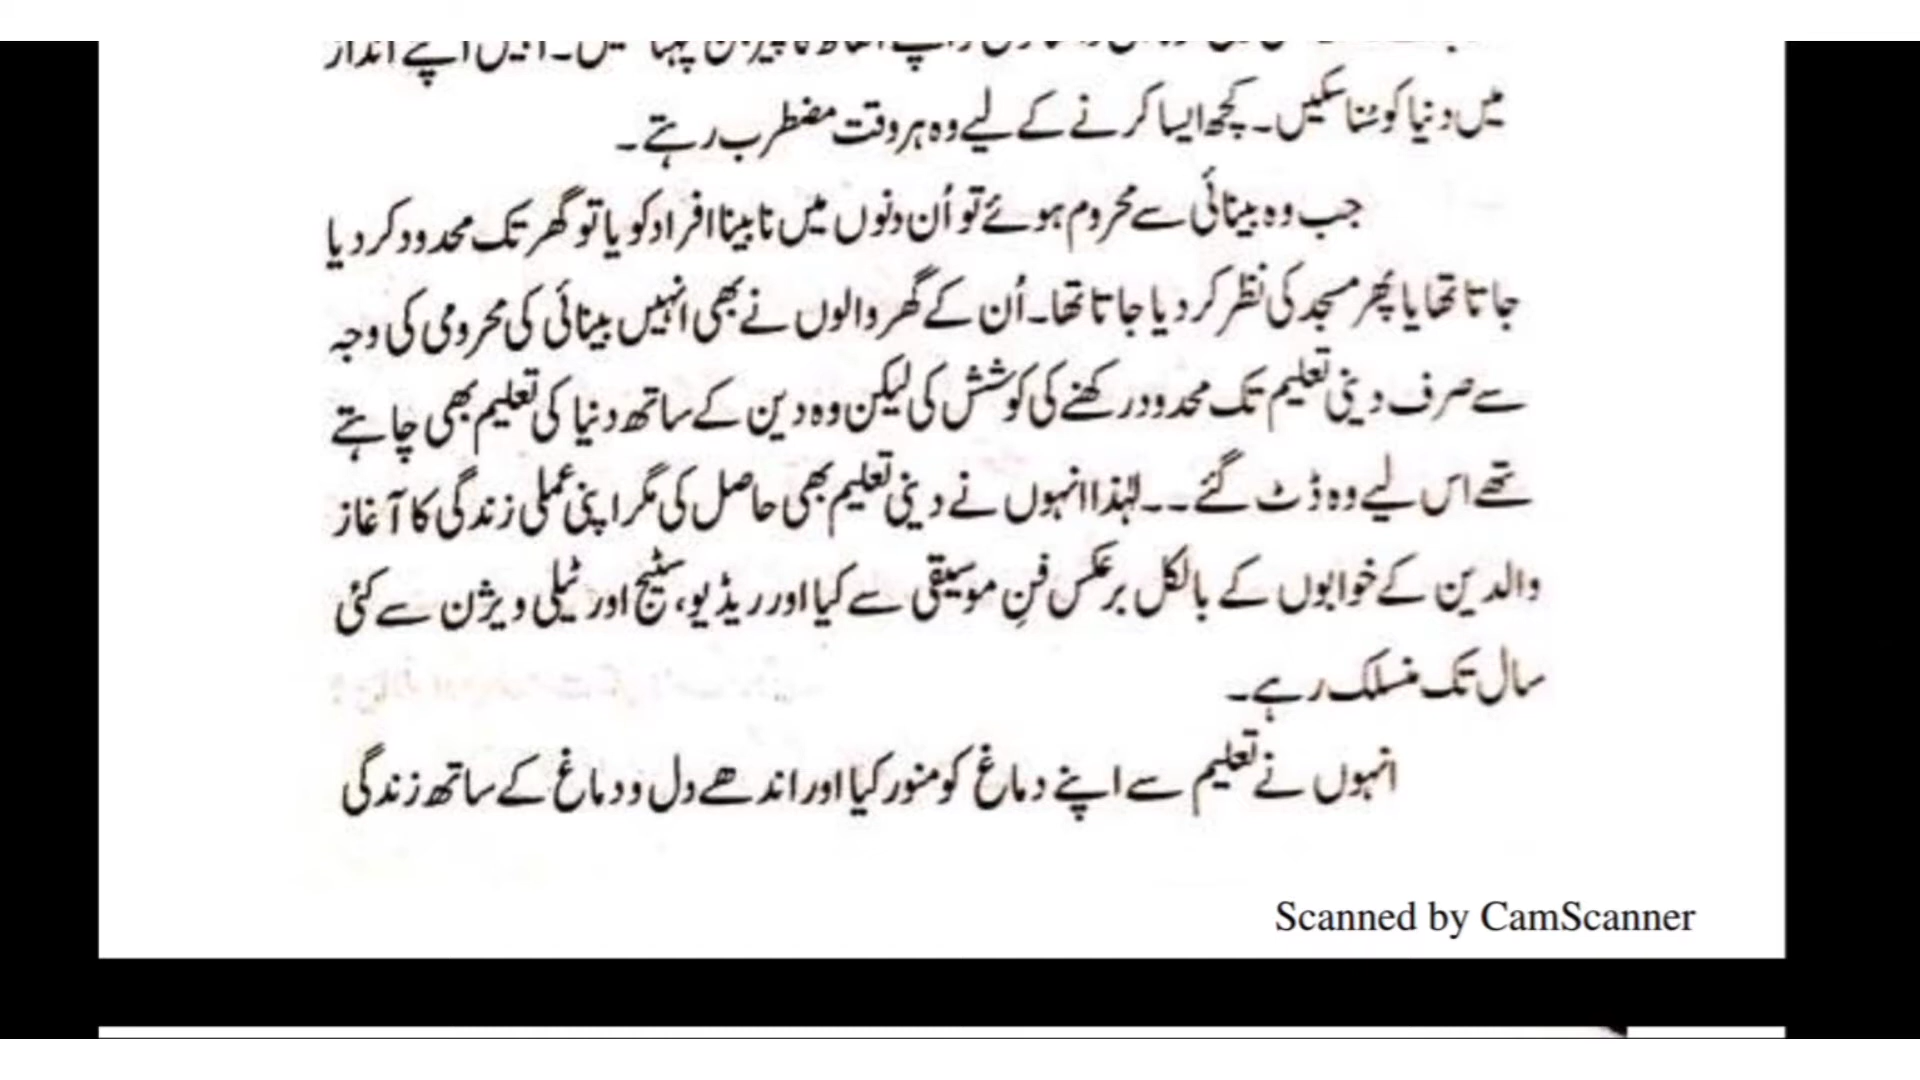 پہنا سکیں۔ انہیں اپنے انداز
میں دنیا کو سُنا سکیں۔ کچھ ایسا کرنے کے لیے وہ ہر وقت مضطرب رہتے۔
جب وہ بینائی سے محروم ہوئے تو اُن دنوں میں نابینا افراد کو یا تو گھر تک محدود کر دیا
جاتا تھا یا پھر مسجد کی نظر کر دیا جاتا تھا۔ اُن کے گھر والوں نے بھی انہیں بینائی کی محرومی کی وجہ
سے صرف دینی تعلیم تک محدود رکھنے کی کوشش کی لیکن وہ دین کے ساتھ دنیا کی تعلیم بھی چاہتے
تھے اس لیے وہ ڈٹ گئے۔۔ لہٰذا انہوں نے دینی تعلیم بھی حاصل کی مگر اپنی عملی زندگی کا آغاز
والدین کے خوابوں کے بالکل برعکس فنِ موسیقی سے کیا اور ریڈیو، سٹیج اور ٹیلی ویژن سے کئی
سال تک منسلک رہے۔
انہوں نے تعلیم سے اپنے دماغ کو منور کیا اور اندھے دل و دماغ کے ساتھ زندگی
Scanned by CamScanner